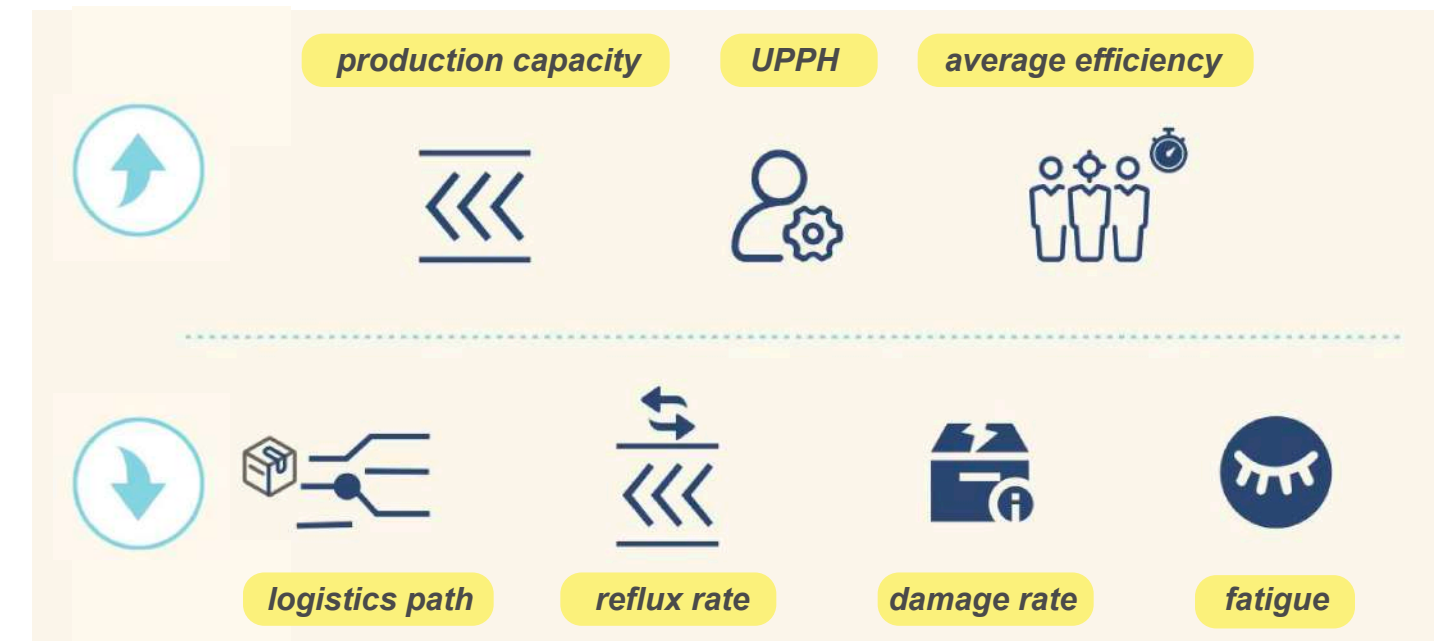 production capacity UPPH average efficiency
logistics path reflux rate damage rate fatigue